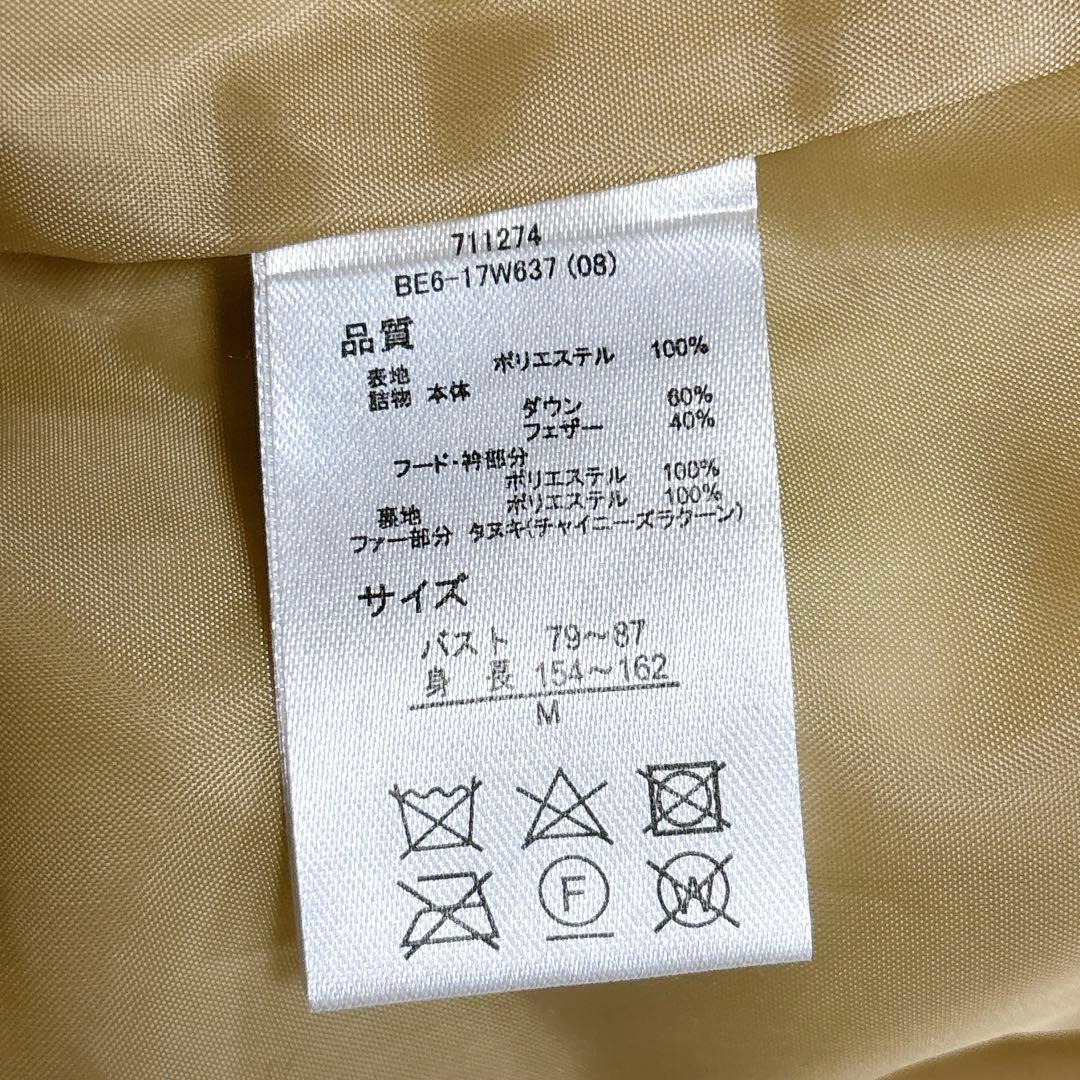 711274
BE6-17W637 (08)
品質
表地 ポリエステル 100%
詰物 本体
ダウン 60%
フェザー 40%
フード・衿部分
ポリエステル 100%
裏地 ポリエステル 100%
ファー部分 タヌキ(チャイニーズラクーン)
サイズ
バスト 79~87
身 長 154~162
M
F
W